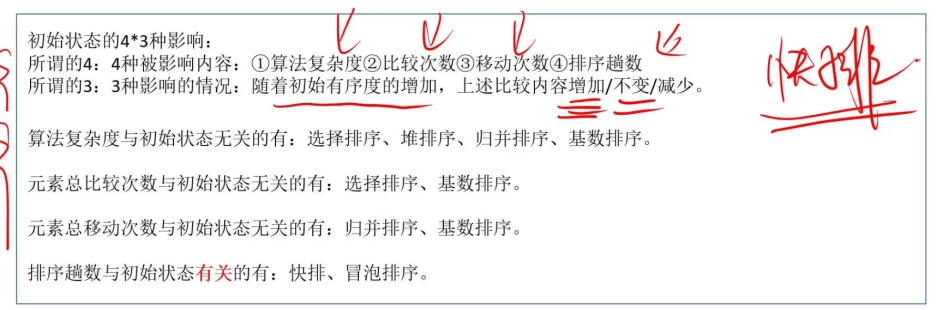 初始状态的4*3种影响：
所谓的4：4种被影响内容：①算法复杂度②比较次数③移动次数④排序趟数
所谓的3：3种影响的情况：随着初始有序度的增加，上述比较内容增加/不变/减少。
快排
算法复杂度与初始状态无关的有：选择排序、堆排序、归并排序、基数排序。
元素总比较次数与初始状态无关的有：选择排序、基数排序。
元素总移动次数与初始状态无关的有：归并排序、基数排序。
排序趟数与初始状态有关的有：快排、冒泡排序。